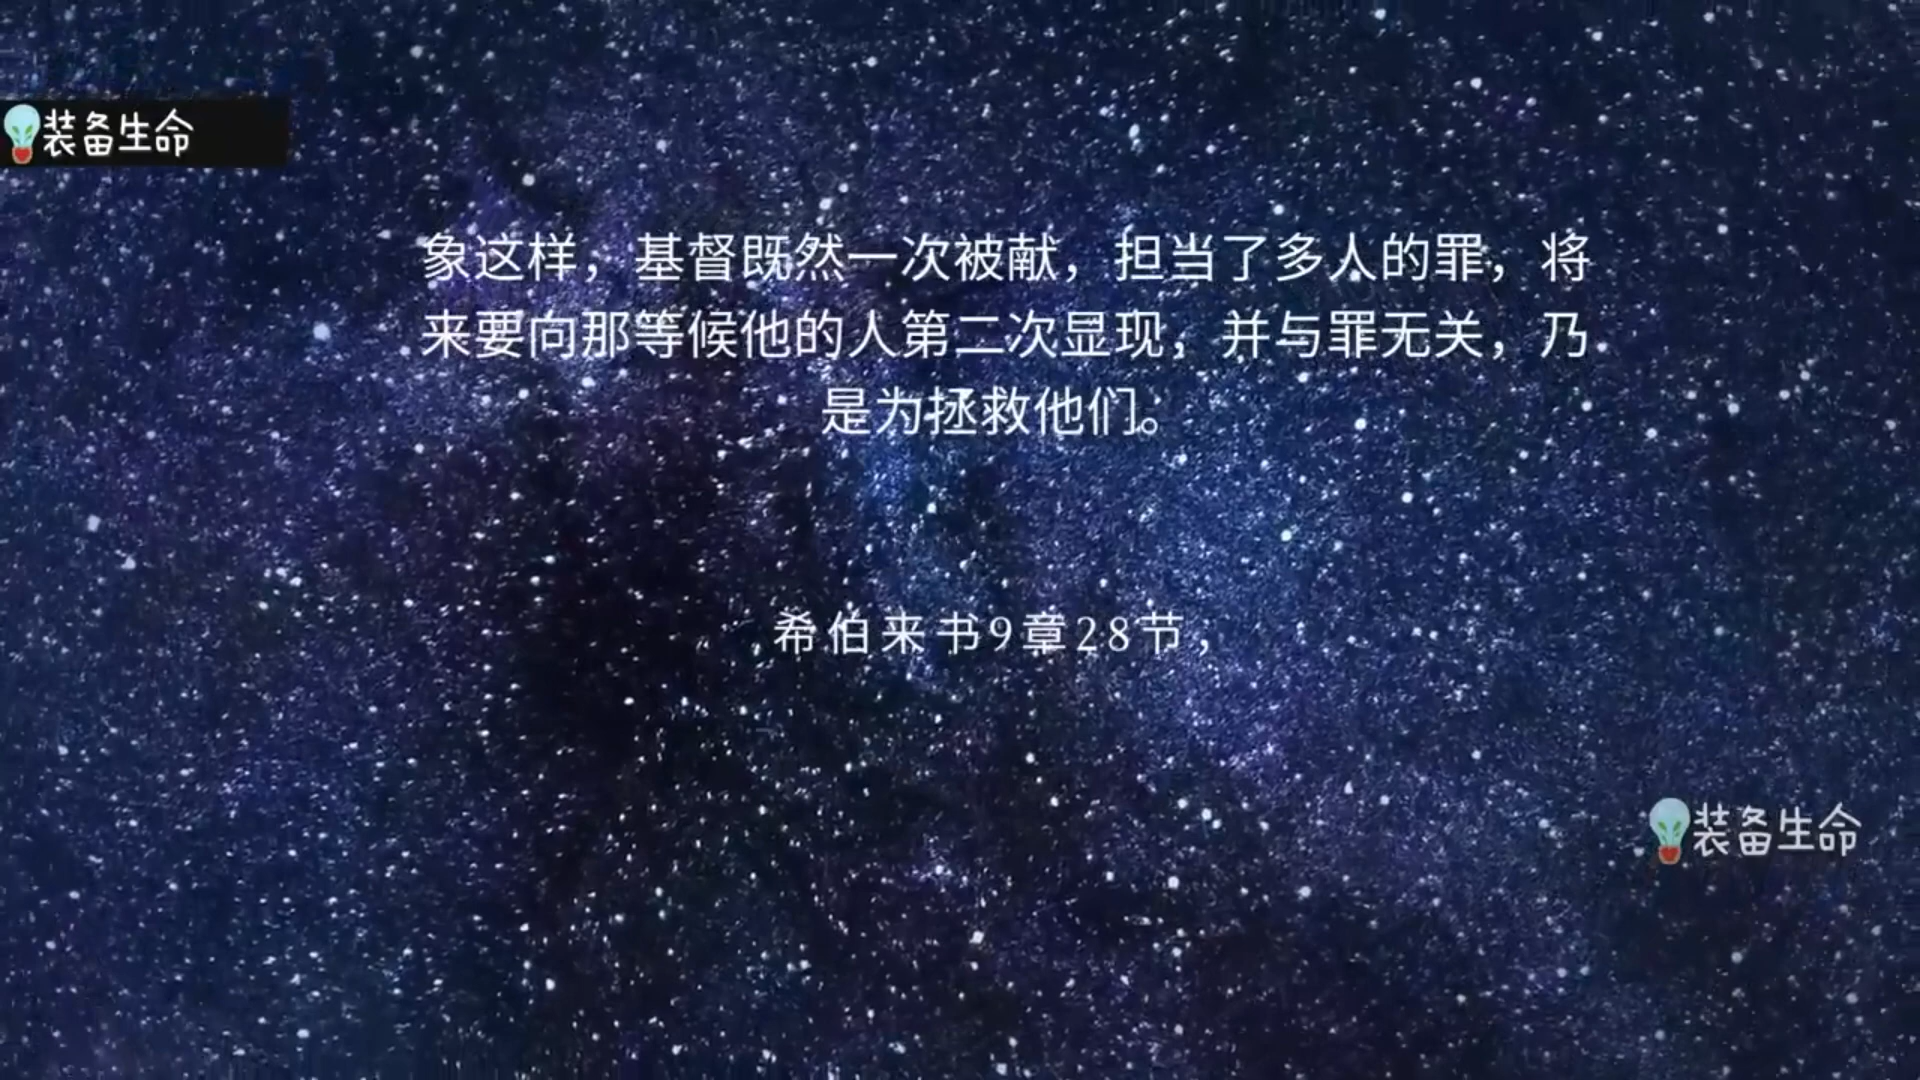 装备生命
象这样，基督既然一次被献，担当了多人的罪，将
来要向那等候他的人第二次显现，并与罪无关，乃
是为拯救他们。
希伯来书9章28节，
装备生命